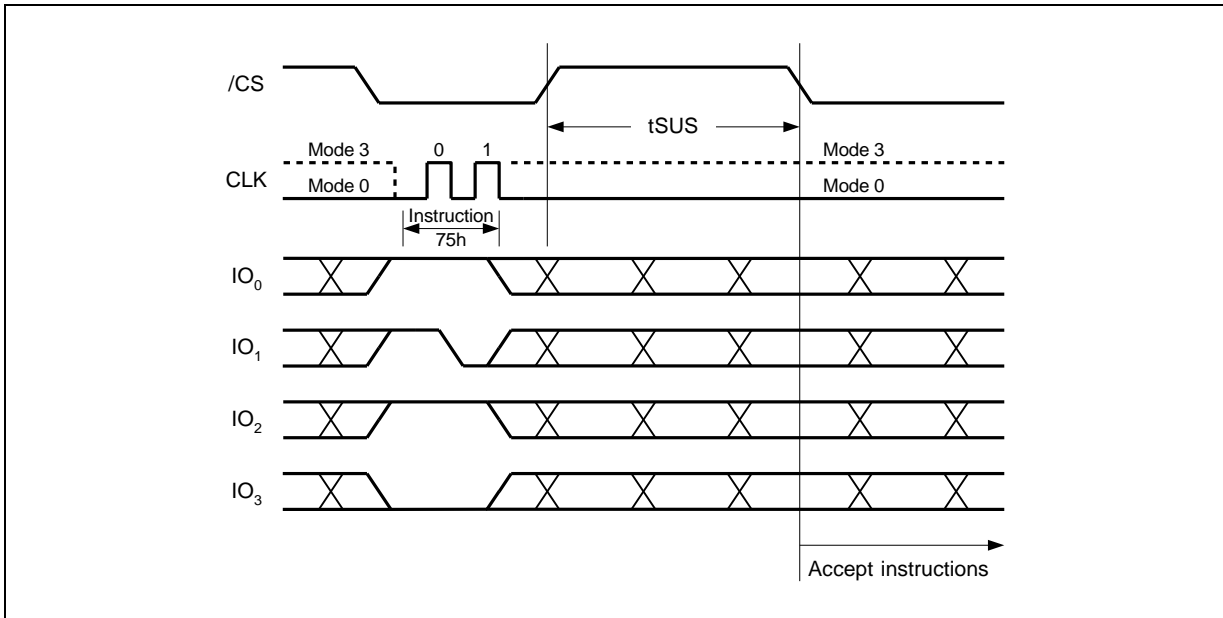 /CS
tSUS
Mode 3 0 1 Mode 3
CLK
Mode 0 Mode 0
Instruction
75h
IO0
IO1
IO2
IO3
Accept instructions